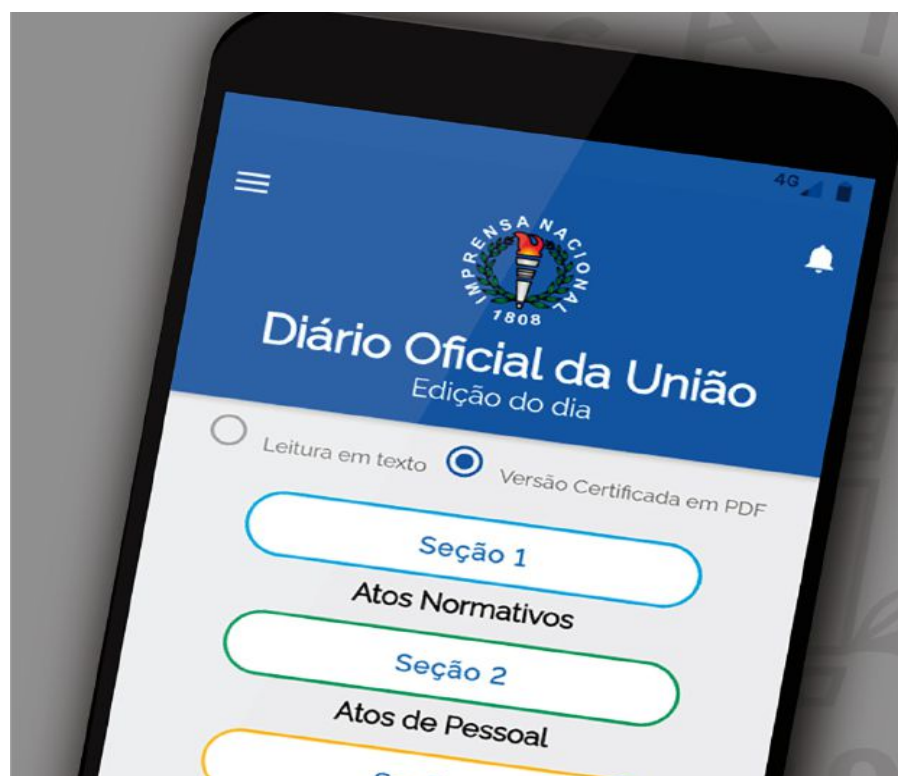 4G
IMPRENSA NACIONAL
1808
Diário Oficial da União
Edição do dia
Leitura em texto Versão Certificada em PDF
Seção 1
Atos Normativos
Seção 2
Atos de Pessoal